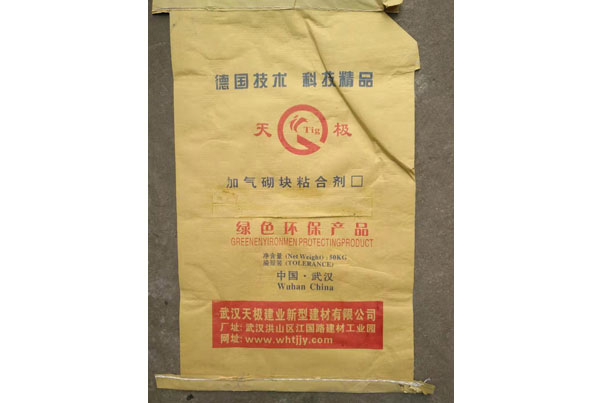 德国技术 科技精品
天 Tig 极
加气砌块粘合剂□
绿色环保产品
GREENENYIRONMEN PROTECTINGPRODUCT
净含量(Net Weight): 50KG
(TOLERANCE)
中国·武汉
Wuhan China
武汉天极建业新型建材有限公司
厂址: 武汉洪山区江国路建材工业园
网址: www.whtjjy.com